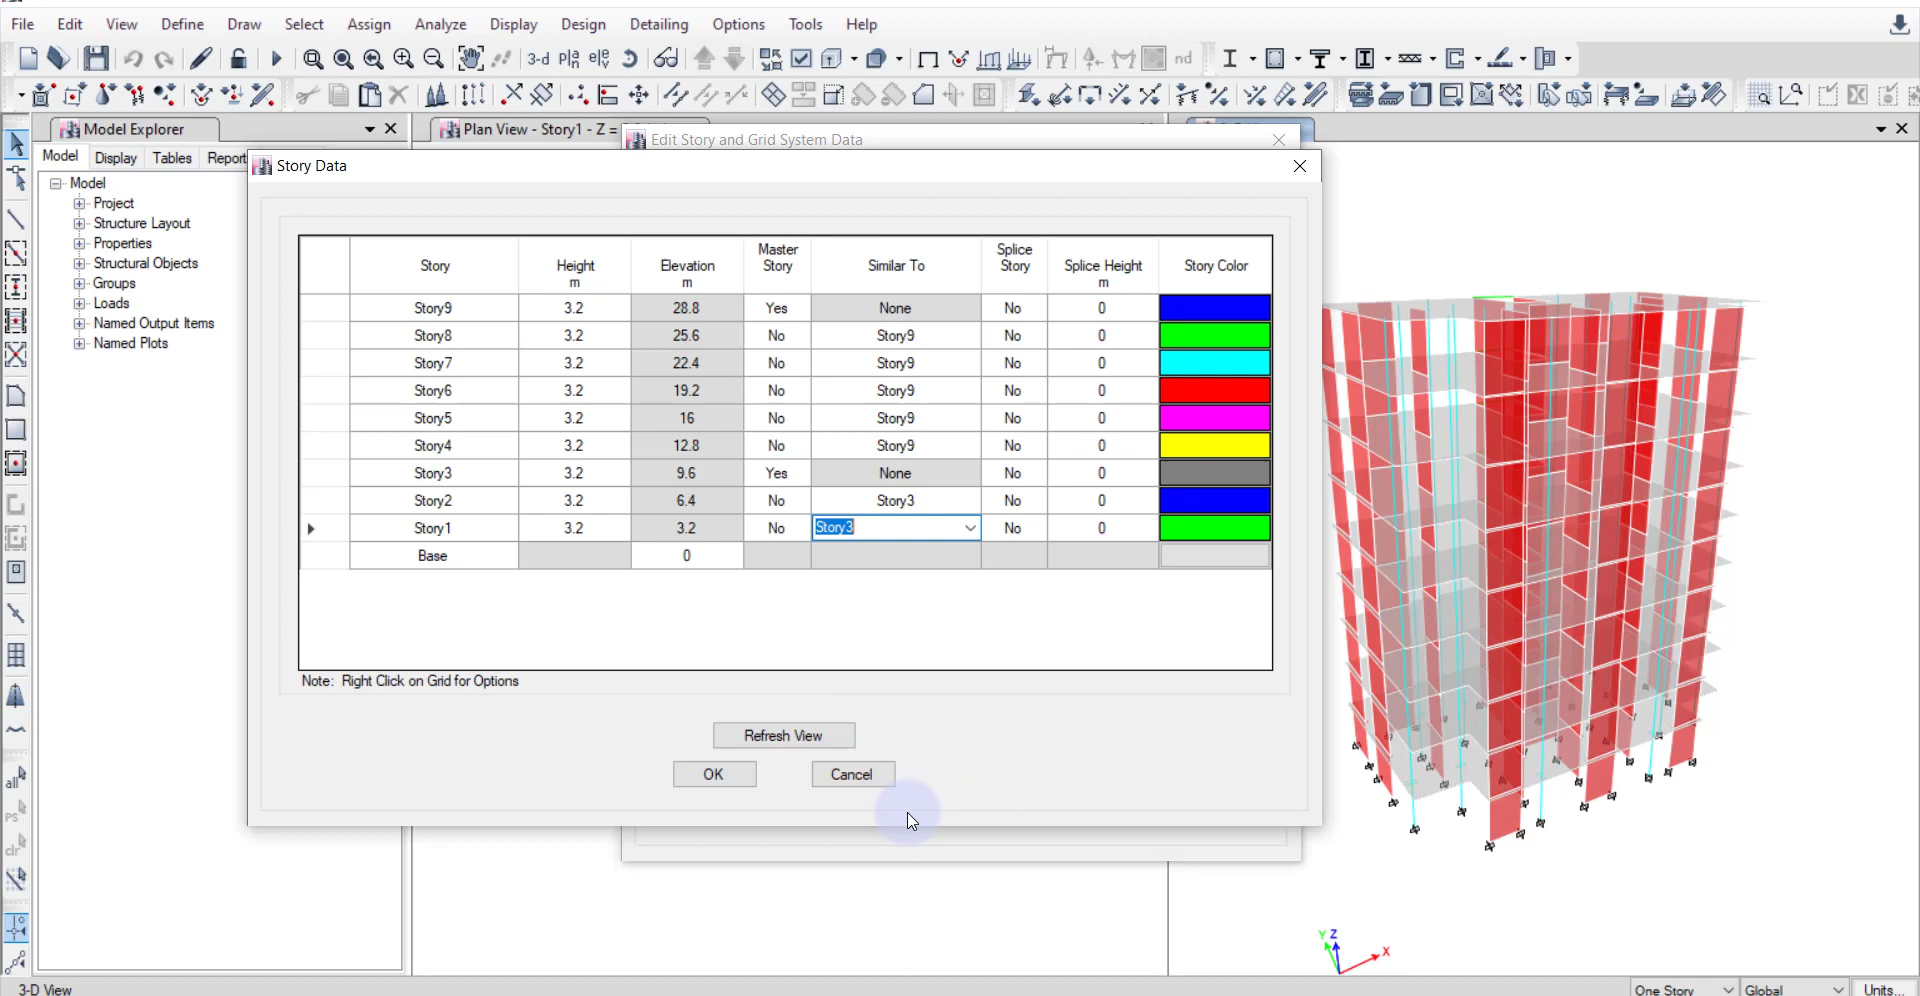 File Edit View Define Draw Select Assign Analyze Display Design Detailing Options Tools Help
3-d pla ele nd
Model Explorer
Plan View - Story1 - Z =
Edit Story and Grid System Data
Model Display Tables Report
Story Data
Model
Project
Structure Layout
Properties
Structural Objects
Groups
Loads
Named Output Items
Named Plots
Story Height m Elevation m Master Story Similar To Splice Story Splice Height m Story Color
Story9 3.2 28.8 Yes None No 0
Story8 3.2 25.6 No Story9 No 0
Story7 3.2 22.4 No Story9 No 0
Story6 3.2 19.2 No Story9 No 0
Story5 3.2 16 No Story9 No 0
Story4 3.2 12.8 No Story9 No 0
Story3 3.2 9.6 Yes None No 0
Story2 3.2 6.4 No Story3 No 0
Story1 3.2 3.2 No Story3 No 0
Base 0
Note: Right Click on Grid for Options
Refresh View
OK Cancel
all
ps
clr
Y Z X
3-D View One Story Global Units...